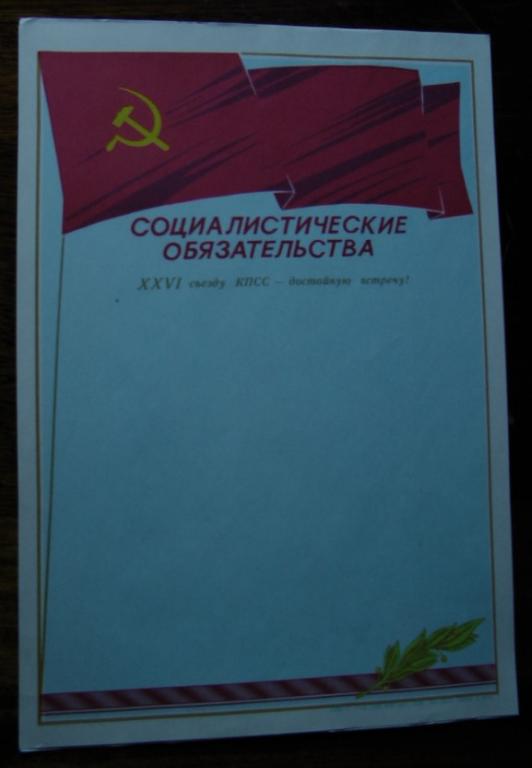 СОЦИАЛИСТИЧЕСКИЕ
ОБЯЗАТЕЛЬСТВА
XXVI съезду КПСС — достойную встречу!